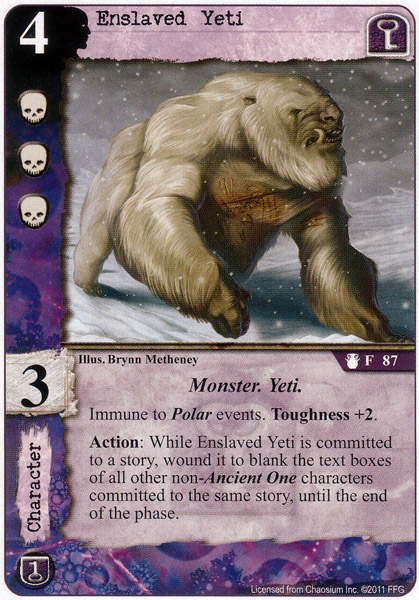 4
Enslaved Yeti
Illus. Brynn Metheney
F 87
3
Monster. Yeti.
Immune to Polar events. Toughness +2.
Action: While Enslaved Yeti is committed
to a story, wound it to blank the text boxes
of all other non-Ancient One characters
committed to the same story, until the end
of the phase.
Character
1
Licensed from Chaosium Inc. ©2011 FFG